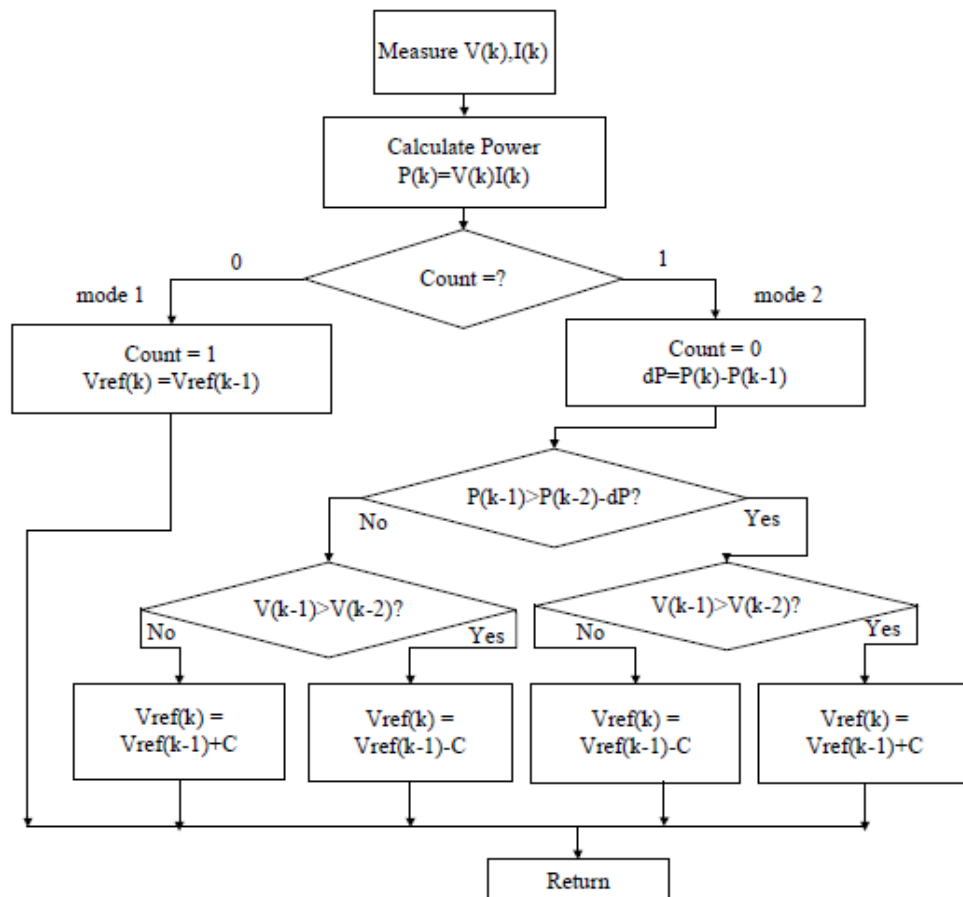 Measure V(k),I(k)
Calculate Power
P(k)=V(k)I(k)
0
Count =?
1
mode 1
mode 2
Count = 1
Vref(k) =Vref(k-1)
Count = 0
dP=P(k)-P(k-1)
P(k-1)>P(k-2)-dP?
No
Yes
V(k-1)>V(k-2)?
No
Yes
V(k-1)>V(k-2)?
No
Yes
Vref(k) =
Vref(k-1)+C
Vref(k) =
Vref(k-1)-C
Vref(k) =
Vref(k-1)-C
Vref(k) =
Vref(k-1)+C
Return